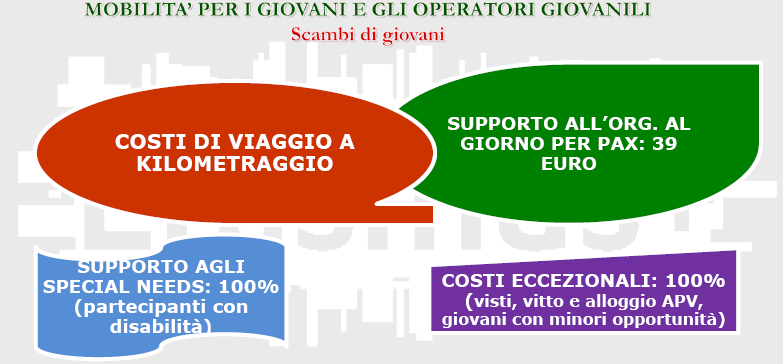 MOBILITA' PER I GIOVANI E GLI OPERATORI GIOVANILI
Scambi di giovani
COSTI DI VIAGGIO A
KILOMETRAGGIO
SUPPORTO ALL'ORG. AL
GIORNO PER PAX: 39
EURO
SUPPORTO AGLI
SPECIAL NEEDS: 100%
(partecipanti con
disabilità)
COSTI ECCEZIONALI: 100%
(visti, vitto e alloggio APV,
giovani con minori opportunità)